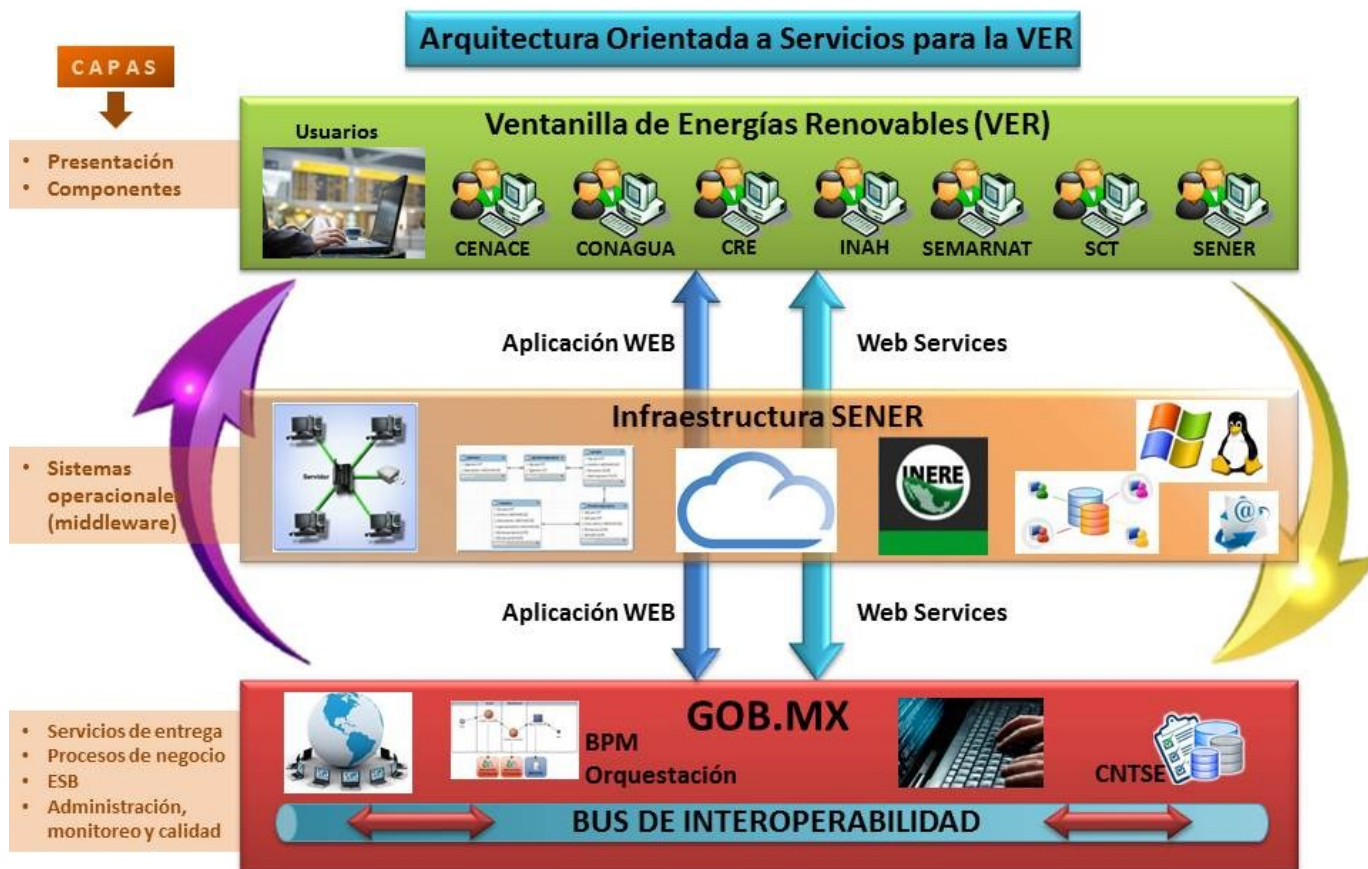 Arquitectura Orientada a Servicios para la VER
CAPAS
• Presentación
• Componentes
Usuarios
Ventanilla de Energías Renovables (VER)
CENACE
CONAGUA
CRE
INAH
SEMARNAT
SCT
SENER
Aplicación WEB
Web Services
• Sistemas
operacionales
(middleware)
Infraestructura SENER
Servidor
INERE
@
Aplicación WEB
Web Services
• Servicios de entrega
• Procesos de negocio
• ESB
• Administración,
monitoreo y calidad
GOB.MX
BPM
Orquestación
CNTSE
BUS DE INTEROPERABILIDAD